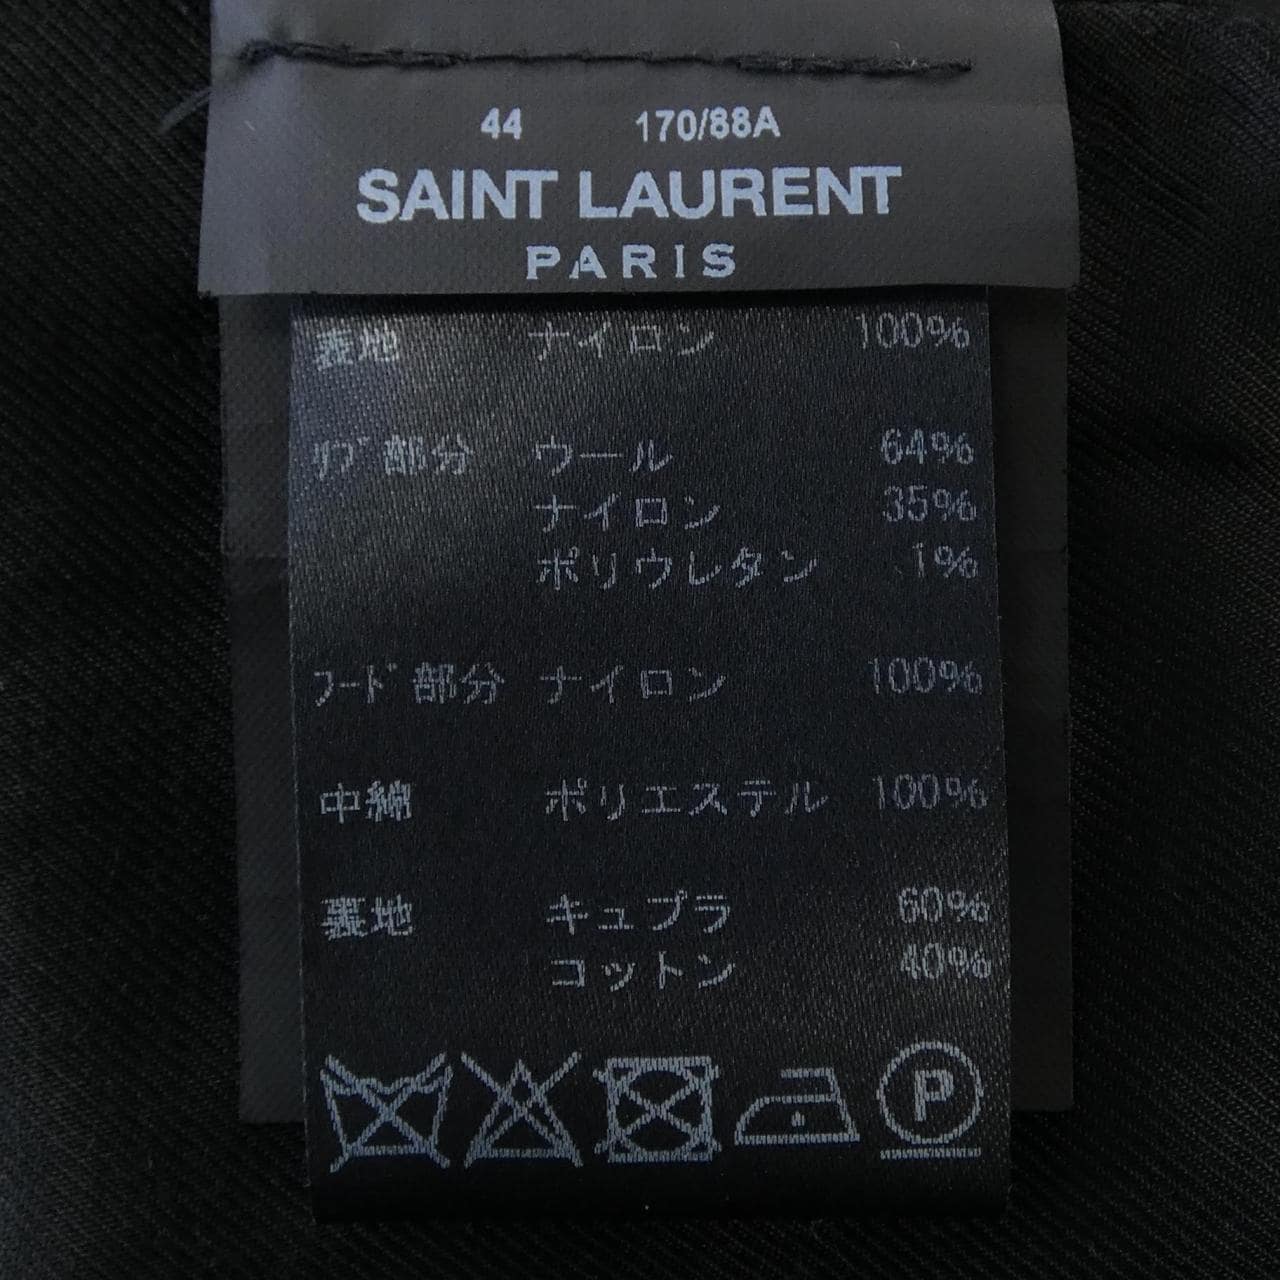 44 170/88A
SAINT LAURENT
PARIS
表地 ナイロン 100%
ﾘﾌﾞ部分 ウール 64%
ナイロン 35%
ポリウレタン 1%
ﾌｰﾄﾞ部分 ナイロン 100%
中綿 ポリエステル 100%
裏地 キュプラ 60%
コットン 40%
P